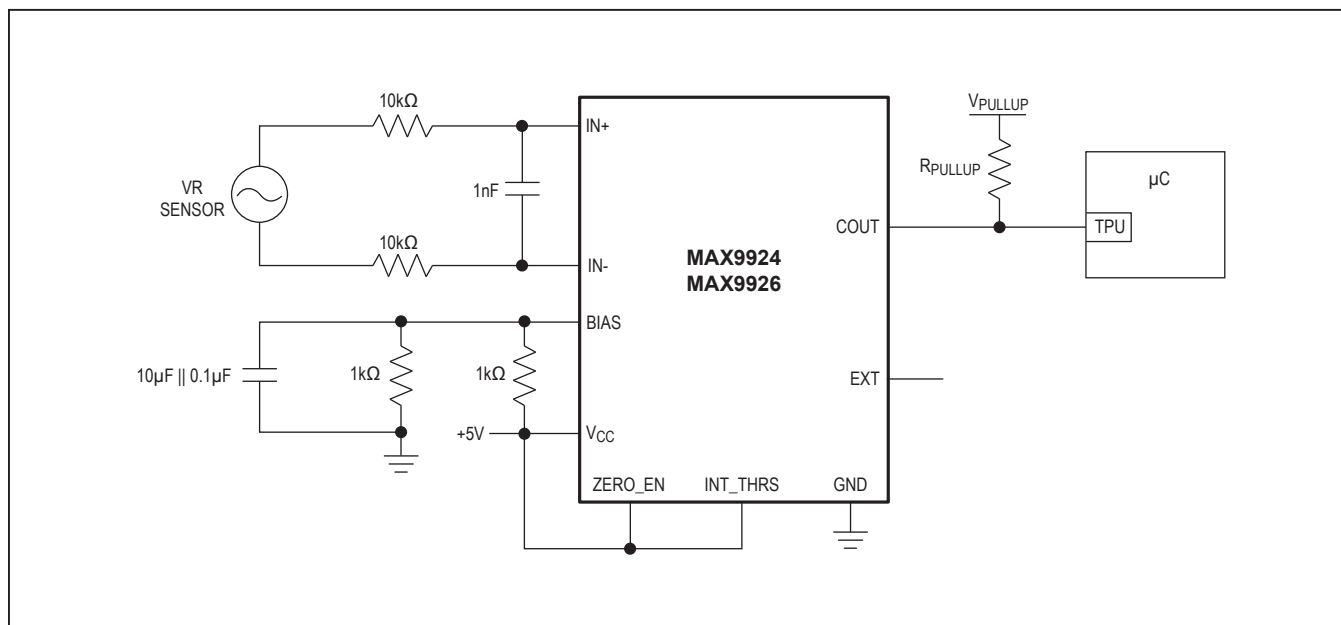 10kΩ
VR
SENSOR
1nF
10kΩ
10µF || 0.1µF
1kΩ
1kΩ
+5V
IN+
IN-
BIAS
VCC
ZERO_EN
INT_THRS
GND
MAX9924
MAX9926
COUT
EXT
VPULLUP
RPULLUP
µC
TPU